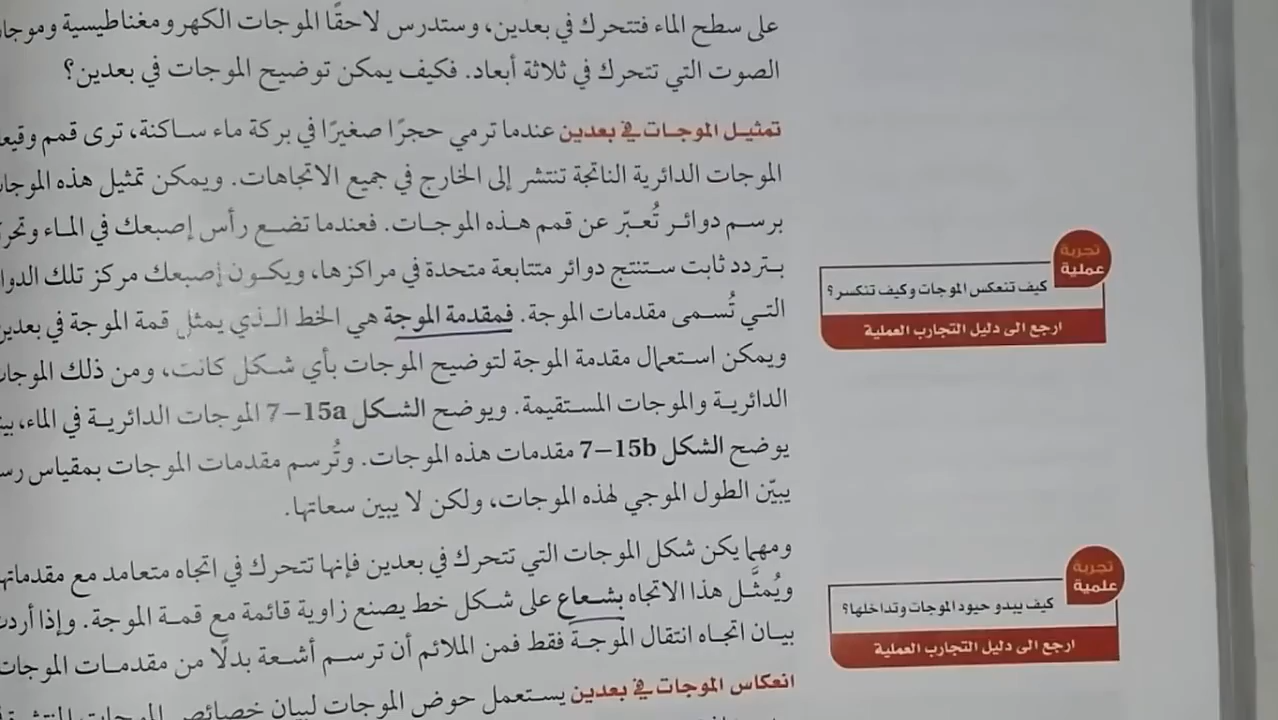 على سطح الماء فتتحرك في بعدين، وستدرس لاحقًا الموجات الكهرومغناطيسية وموجات
الصوت التي تتحرك في ثلاثة أبعاد. فكيف يمكن توضيح الموجات في بعدين؟
تمثيل الموجات في بعدين عندما ترمي حجرًا صغيرًا في بركة ماء ساكنة، ترى قمم
الموجات الدائرية الناتجة تنتشر إلى الخارج في جميع الاتجاهات. ويمكن تمثيل هذه
برسم دوائر تُعبّر عن قمم هذه الموجات. فعندما تضع رأس إصبعك في الماء
بتردد ثابت ستنتج دوائر متتابعة متحدة في مراكزها، ويكون إصبعك مركز تلك
التي تُسمى مقدمات الموجة. فمقدمة الموجة هي الخط الذي يمثل قمة الموجة في بعدين
ويمكن استعمال مقدمة الموجة لتوضيح الموجات بأي شكل كانت، ومن ذلك
الدائرية والموجات المستقيمة. ويوضح الشكل 7–15a الموجات الدائرية في الماء،
يوضح الشكل 7–15b مقدمات هذه الموجات. وتُرسم مقدمات الموجات بمقياس
يبيّن الطول الموجي لهذه الموجات، ولكن لا يبين سعاتها.
ومهما يكن شكل الموجات التي تتحرك في بعدين فإنها تتحرك في اتجاه متعامد مع
ويُمثَّل هذا الاتجاه بشعاع على شكل خط يصنع زاوية قائمة مع قمة الموجة. وإذا
بيان اتجاه انتقال الموجة فقط فمن الملائم أن ترسم أشعة بدلًا من مقدمات الموجات
انعكاس الموجات في بعدين يستعمل حوض الموجات لبيان خصائص الموجات
تجربة
عملية
كيف تنعكس الموجات وكيف تنكسر؟
ارجع الى دليل التجارب العملية
تجربة
علمية
كيف يبدو حيود الموجات وتداخلها؟
ارجع الى دليل التجارب العملية